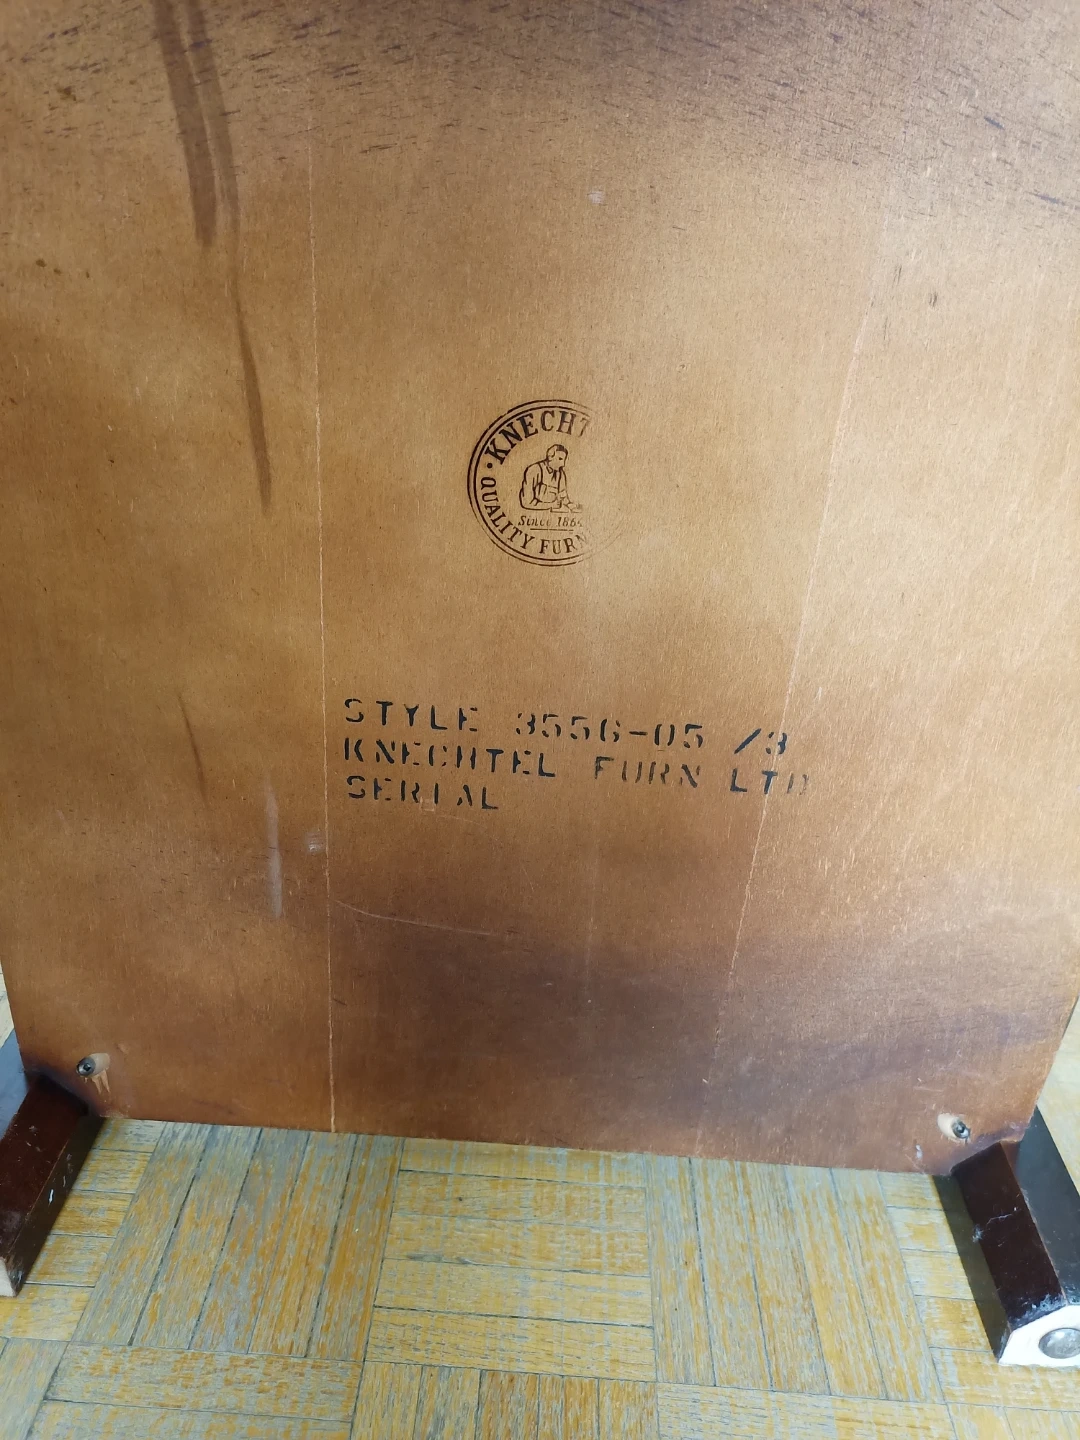 · KNECHT
Since 186
QUALITY FURN
STYLE 3556-05 /3
KNECHTEL FURN LTD
SERIAL